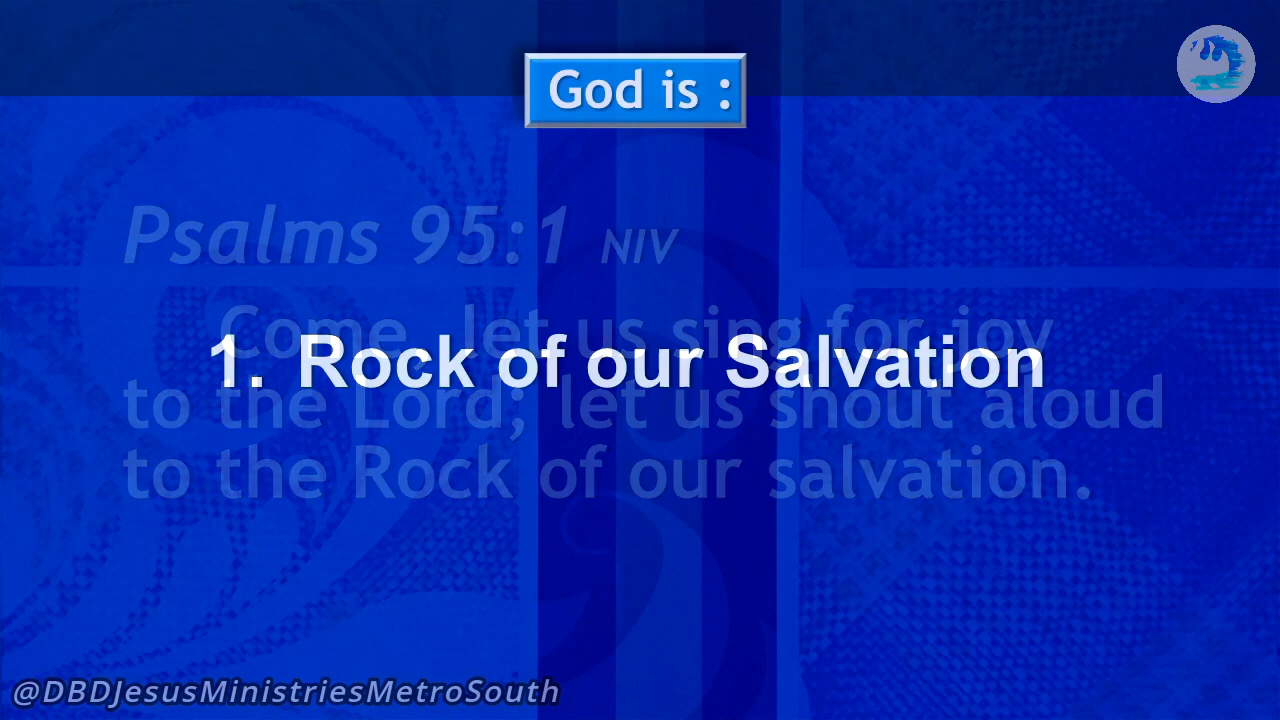 God is :
Psalms 95:1 NIV
Come, let us sing for joy
1. Rock of our Salvation
to the Lord; let us shout aloud
to the Rock of our salvation.
@DBDJesusMinistriesMetroSouth